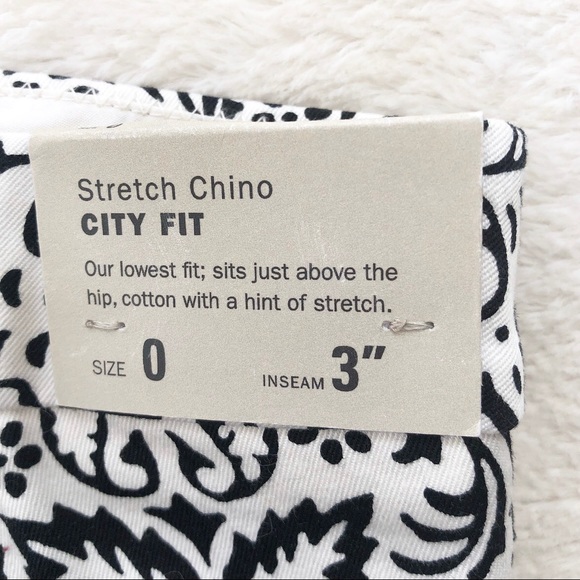 Stretch Chino
CITY FIT
Our lowest fit; sits just above the
hip, cotton with a hint of stretch.
SIZE 0 INSEAM 3"